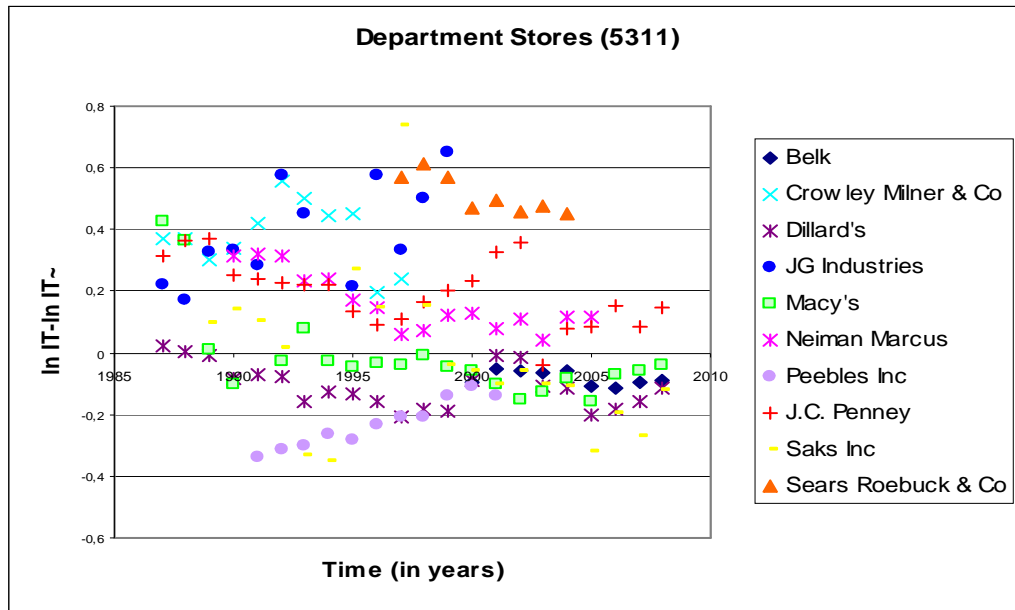 Department Stores (5311)
0,8
0,6
0,4
0,2
0
-0,2
-0,4
-0,6
1985 1990 1995 2000 2005 2010
ln IT-ln IT~
Time (in years)
Belk
Crowley Milner & Co
Dillard's
JG Industries
Macy's
Neiman Marcus
Peebles Inc
J.C. Penney
Saks Inc
Sears Roebuck & Co